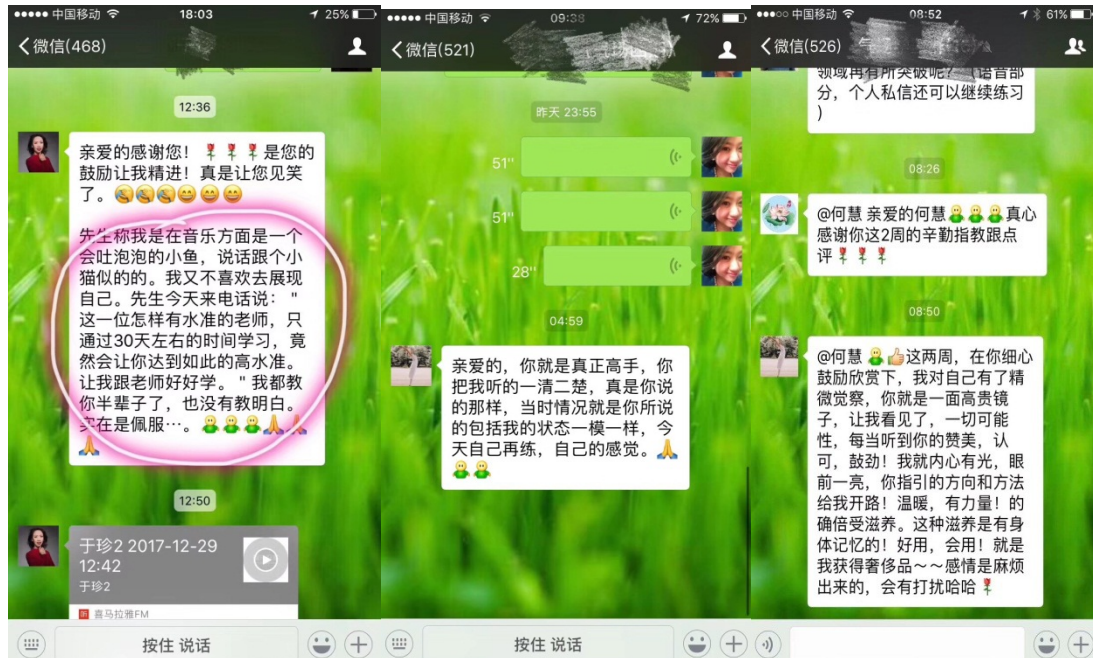 中国移动 18:03 25%
微信(468)
12:36
亲爱的感谢您！🌹🌹🌹是您的
鼓励让我精进！真是让您见笑
了。🤣🤣🤣😄😄😄
先生称我是在音乐方面是一个
会吐泡泡的小鱼，说话跟个小
猫似的的。我又不喜欢去展现
自己。先生今天来电话说："
这一位怎样有水准的老师，只
通过30天左右的时间学习，竟
然会让你达到如此的高水准。
让我跟老师好好学。"我都教
你半辈子了，也没有教明白。
实在是佩服…。🙏🙏
🙏
12:50
于珍2 2017-12-29
12:42
于珍2
喜马拉雅FM
按住 说话
中国移动 09:38 72%
微信(521)
昨天 23:55
51"
51"
28"
04:59
亲爱的，你就是真正高手，你
把我听的一清二楚，真是你说
的那样，当时情况就是你所说
的包括我的状态一模一样，今
天自己再练，自己的感觉。🙏
按住 说话
中国移动 08:52 61%
微信(526)
领域再有所突破呢？（语音部
分，个人私信还可以继续练习
）
08:26
@何慧 亲爱的何慧真心
感谢你这2周的辛勤指教跟点
评🌹🌹🌹
08:50
@何慧 👍这两周，在你细心
鼓励欣赏下，我对自己有了精
微觉察，你就是一面高贵镜
子，让我看见了，一切可能
性，每当听到你的赞美，认
可，鼓劲！我就内心有光，眼
前一亮，你指引的方向和方法
给我开路！温暖，有力量！的
确倍受滋养。这种滋养是有身
体记忆的！好用，会用！就是
我获得奢侈品～～感情是麻烦
出来的，会有打扰哈哈🌹